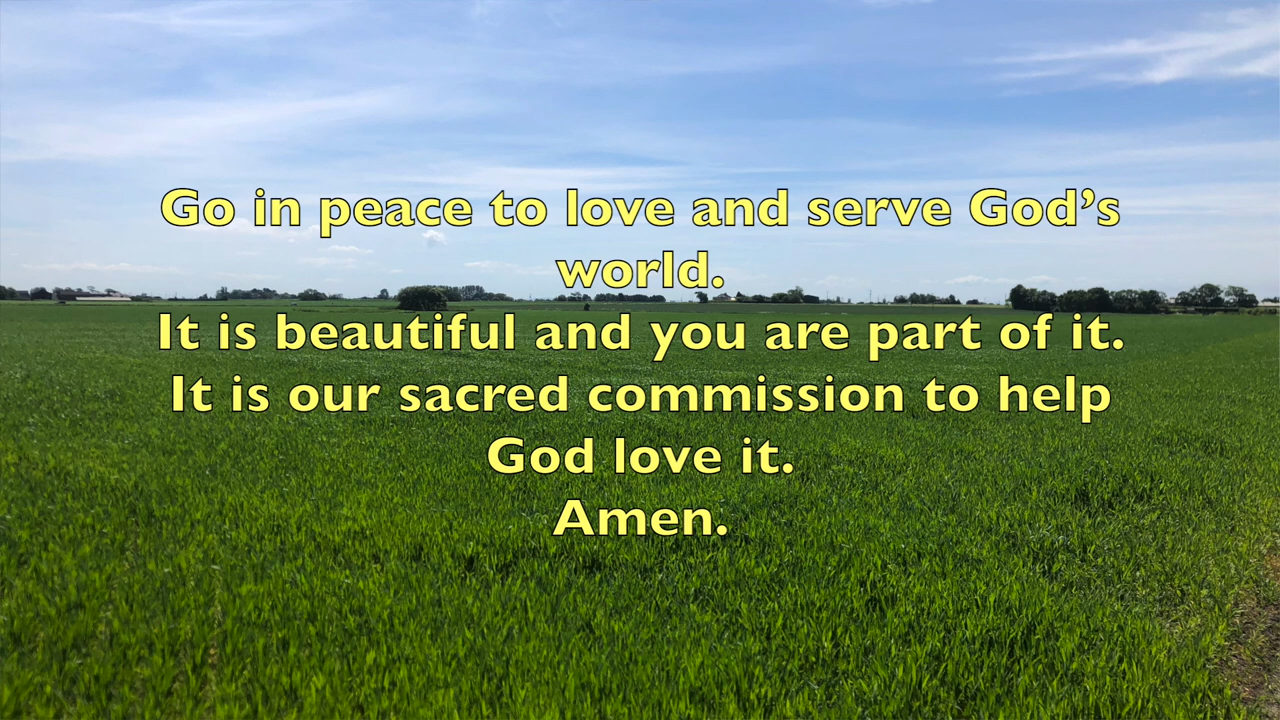 Go in peace to love and serve God’s
world.
It is beautiful and you are part of it.
It is our sacred commission to help
God love it.
Amen.